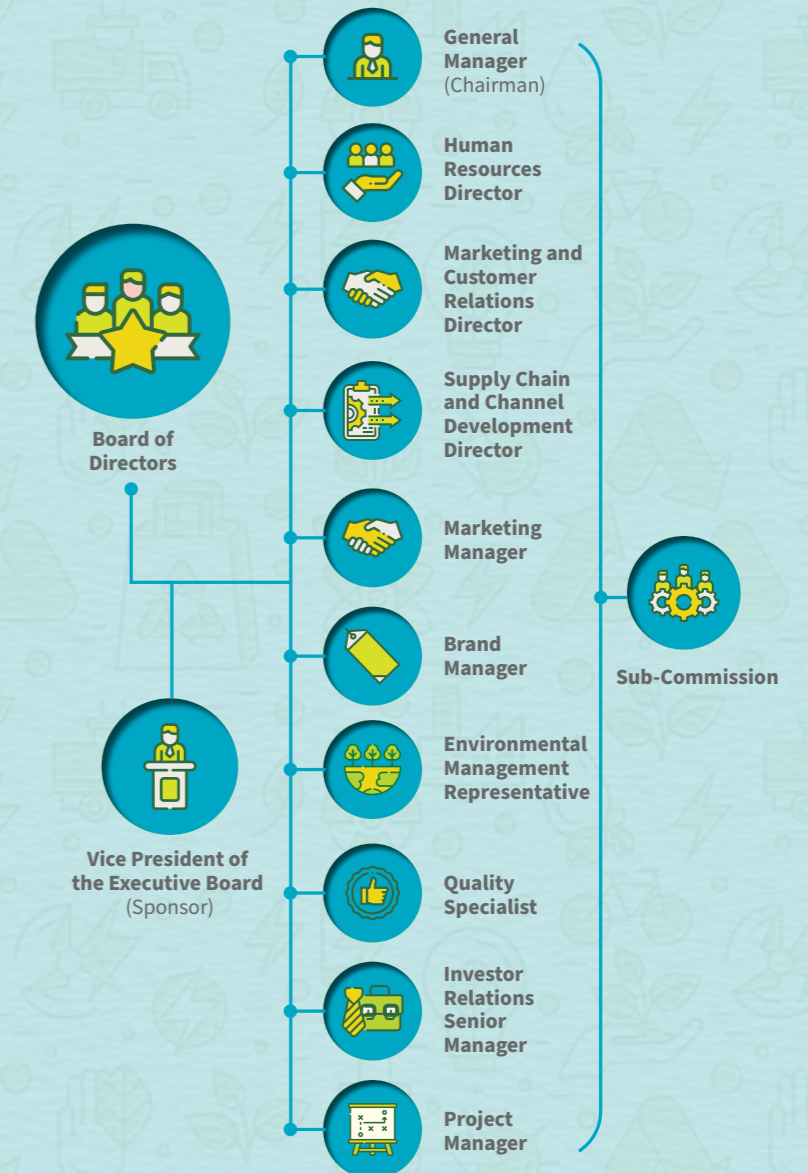 Board of
Directors
Vice President of
the Executive Board
(Sponsor)
General
Manager
(Chairman)
Human
Resources
Director
Marketing and
Customer
Relations
Director
Supply Chain
and Channel
Development
Director
Marketing
Manager
Brand
Manager
Environmental
Management
Representative
Quality
Specialist
Investor
Relations
Senior
Manager
Project
Manager
Sub-Commission